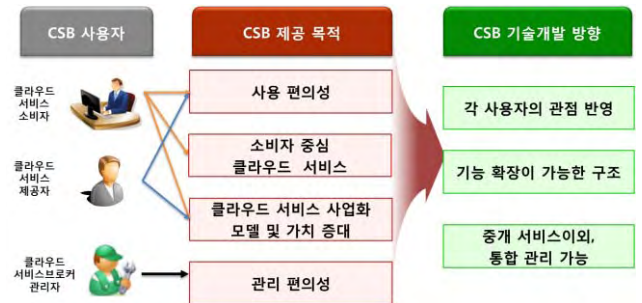 CSB 사용자
CSB 제공 목적
CSB 기술개발 방향
클라우드
서비스
소비자
클라우드
서비스
제공자
클라우드
서비스브로커
관리자
사용 편의성
소비자 중심
클라우드 서비스
클라우드 서비스 사업화
모델 및 가치 증대
관리 편의성
각 사용자의 관점 반영
기능 확장이 가능한 구조
중개 서비스이외,
통합 관리 가능